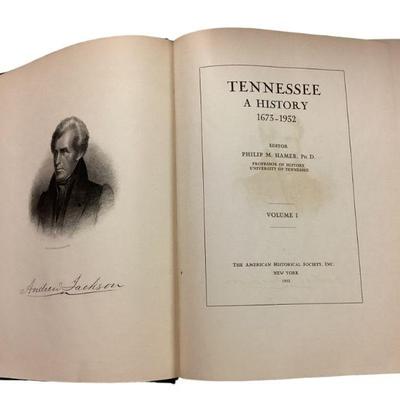 Andrew Jackson
TENNESSEE
A HISTORY
1673-1932
EDITOR
PHILIP M. HAMER, PH. D.
PROFESSOR OF HISTORY
UNIVERSITY OF TENNESSEE
VOLUME I
THE AMERICAN HISTORICAL SOCIETY, INC.
NEW YORK
1933